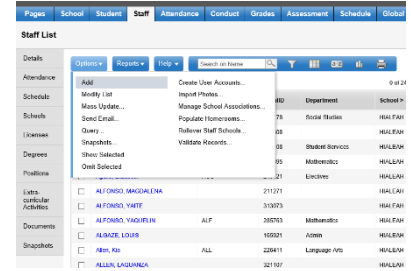 Pages School Student Staff Attendance Conduct Grades Assessment Schedule Global
Staff List
Details
Attendance
Schedule
Schools
Licenses
Degrees
Positions
Extra-curricular Activities
Documents
Snapshots
Options Reports Help Search on Name
0 of 24
Add
Modify List
Mass Update...
Send Email...
Query...
Snapshots...
Show Selected
Omit Selected
Create User Accounts...
Import Photos...
Manage School Associations...
Populate Homerooms...
Rollover Staff Schools...
Validate Records...
Department School >
Social Studies HIALEAH
HIALEAH
Student Services HIALEAH
Mathematics HIALEAH
Electives HIALEAH
ALFONSO, MAGDALENA 211271 HIALEAH
ALFONSO, YAITE 313073 HIALEAH
ALFONSO, YAQUELIN ALF 285763 Mathematics HIALEAH
ALGAZE, LOUIS 165921 Admin HIALEAH
Allen, Kia ALL 226411 Language Arts HIALEAH
ALLEN, LAQUANZA 321107 HIALEAH